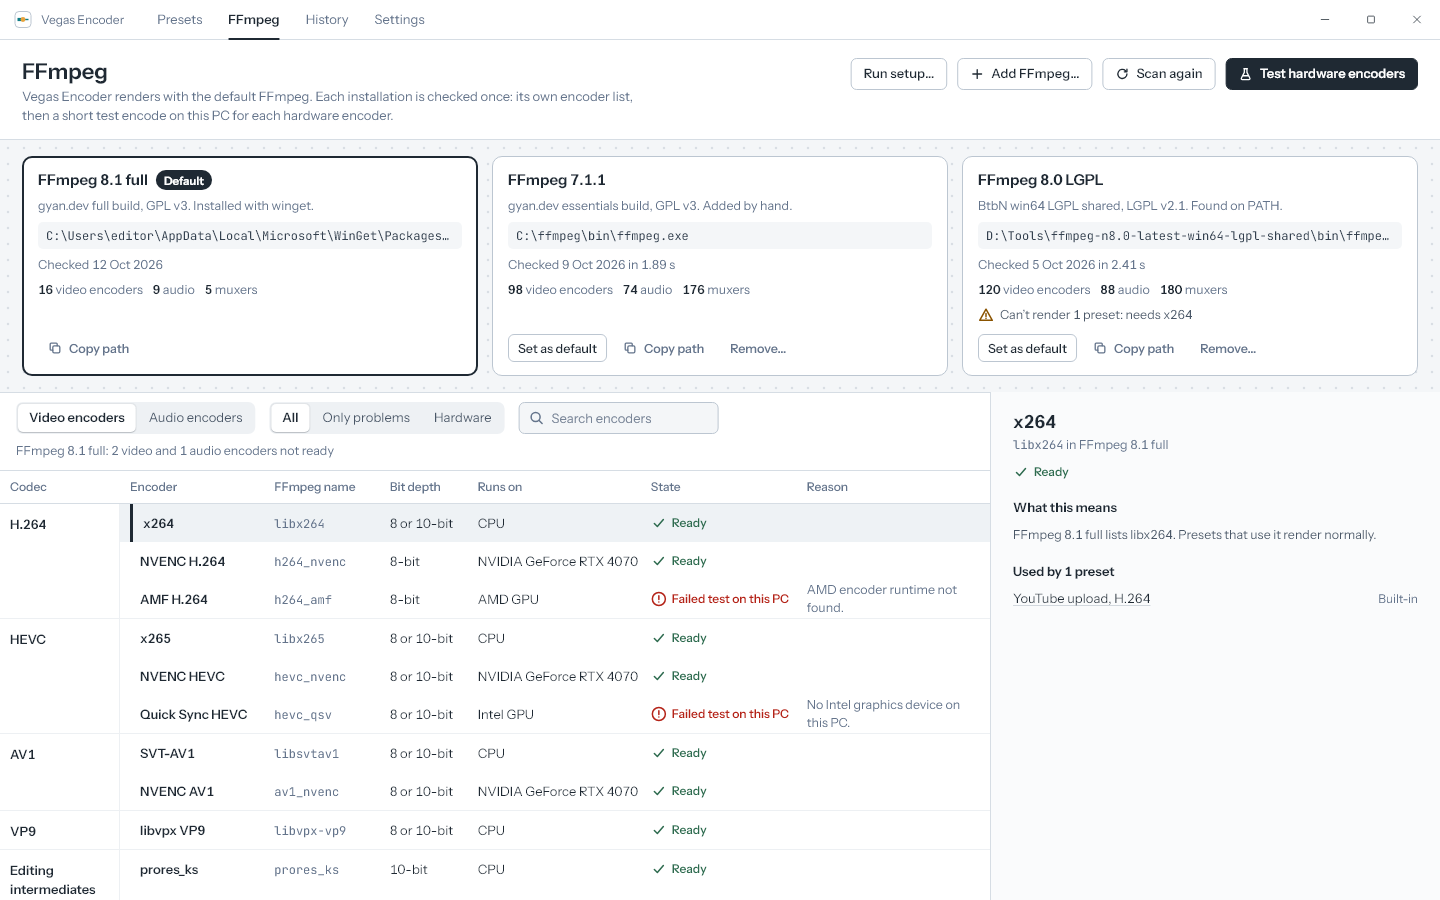 Vegas Encoder
Presets
FFmpeg
History
Settings
FFmpeg
Vegas Encoder renders with the default FFmpeg. Each installation is checked once: its own encoder list,
then a short test encode on this PC for each hardware encoder.
Run setup...
Add FFmpeg...
Scan again
Test hardware encoders
FFmpeg 8.1 full Default
gyan.dev full build, GPL v3. Installed with winget.
C:\Users\editor\AppData\Local\Microsoft\WinGet\Packages…
Checked 12 Oct 2026
16 video encoders 9 audio 5 muxers
Copy path
FFmpeg 7.1.1
gyan.dev essentials build, GPL v3. Added by hand.
C:\ffmpeg\bin\ffmpeg.exe
Checked 9 Oct 2026 in 1.89 s
98 video encoders 74 audio 176 muxers
Set as default Copy path Remove...
FFmpeg 8.0 LGPL
BtbN win64 LGPL shared, LGPL v2.1. Found on PATH.
D:\Tools\ffmpeg-n8.0-latest-win64-lgpl-shared\bin\ffmpe…
Checked 5 Oct 2026 in 2.41 s
120 video encoders 88 audio 180 muxers
Can't render 1 preset: needs x264
Set as default Copy path Remove...
Video encoders Audio encoders All Only problems Hardware Search encoders
FFmpeg 8.1 full: 2 video and 1 audio encoders not ready
Codec Encoder FFmpeg name Bit depth Runs on State Reason
H.264 x264 libx264 8 or 10-bit CPU Ready
NVENC H.264 h264_nvenc 8-bit NVIDIA GeForce RTX 4070 Ready
AMF H.264 h264_amf 8-bit AMD GPU Failed test on this PC AMD encoder runtime not
found.
HEVC x265 libx265 8 or 10-bit CPU Ready
NVENC HEVC hevc_nvenc 8 or 10-bit NVIDIA GeForce RTX 4070 Ready
Quick Sync HEVC hevc_qsv 8 or 10-bit Intel GPU Failed test on this PC No Intel graphics device on
this PC.
AV1 SVT-AV1 libsvtav1 8 or 10-bit CPU Ready
NVENC AV1 av1_nvenc 8 or 10-bit NVIDIA GeForce RTX 4070 Ready
VP9 libvpx VP9 libvpx-vp9 8 or 10-bit CPU Ready
Editing
intermediates
prores_ks prores_ks 10-bit CPU Ready
x264
libx264 in FFmpeg 8.1 full
Ready
What this means
FFmpeg 8.1 full lists libx264. Presets that use it render normally.
Used by 1 preset
YouTube upload, H.264 Built-in